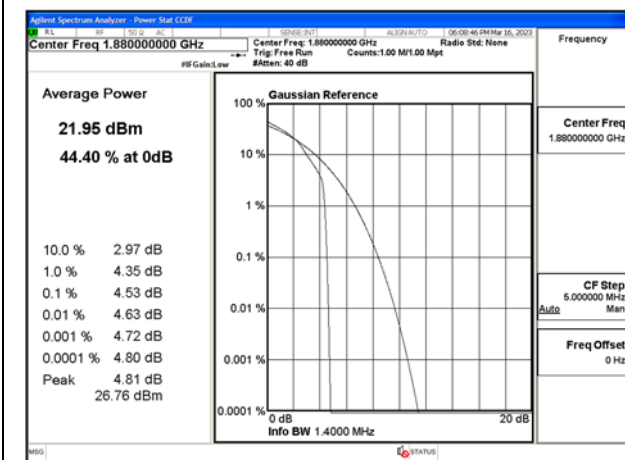 Agilent Spectrum Analyzer - Power Stat CCDF
RL RF 50 Ω AC SENSE:INT ALIGNAUTO 06:08:46 PM Mar 16, 2023
Center Freq 1.880000000 GHz
Center Freq: 1.880000000 GHz Radio Std: None
Trig: Free Run Counts:1.00 M/1.00 Mpt
#IFGain:Low #Atten: 40 dB
Frequency
Average Power
21.95 dBm
44.40 % at 0dB
10.0 % 2.97 dB
1.0 % 4.35 dB
0.1 % 4.53 dB
0.01 % 4.63 dB
0.001 % 4.72 dB
0.0001 % 4.80 dB
Peak 4.81 dB
26.76 dBm
Gaussian Reference
100 %
10 %
1 %
0.1 %
0.01 %
0.001 %
0.0001 %
0 dB 20 dB
Info BW 1.4000 MHz
Center Freq
1.880000000 GHz
CF Step
5.000000 MHz
Auto Man
Freq Offset
0 Hz
MSG STATUS